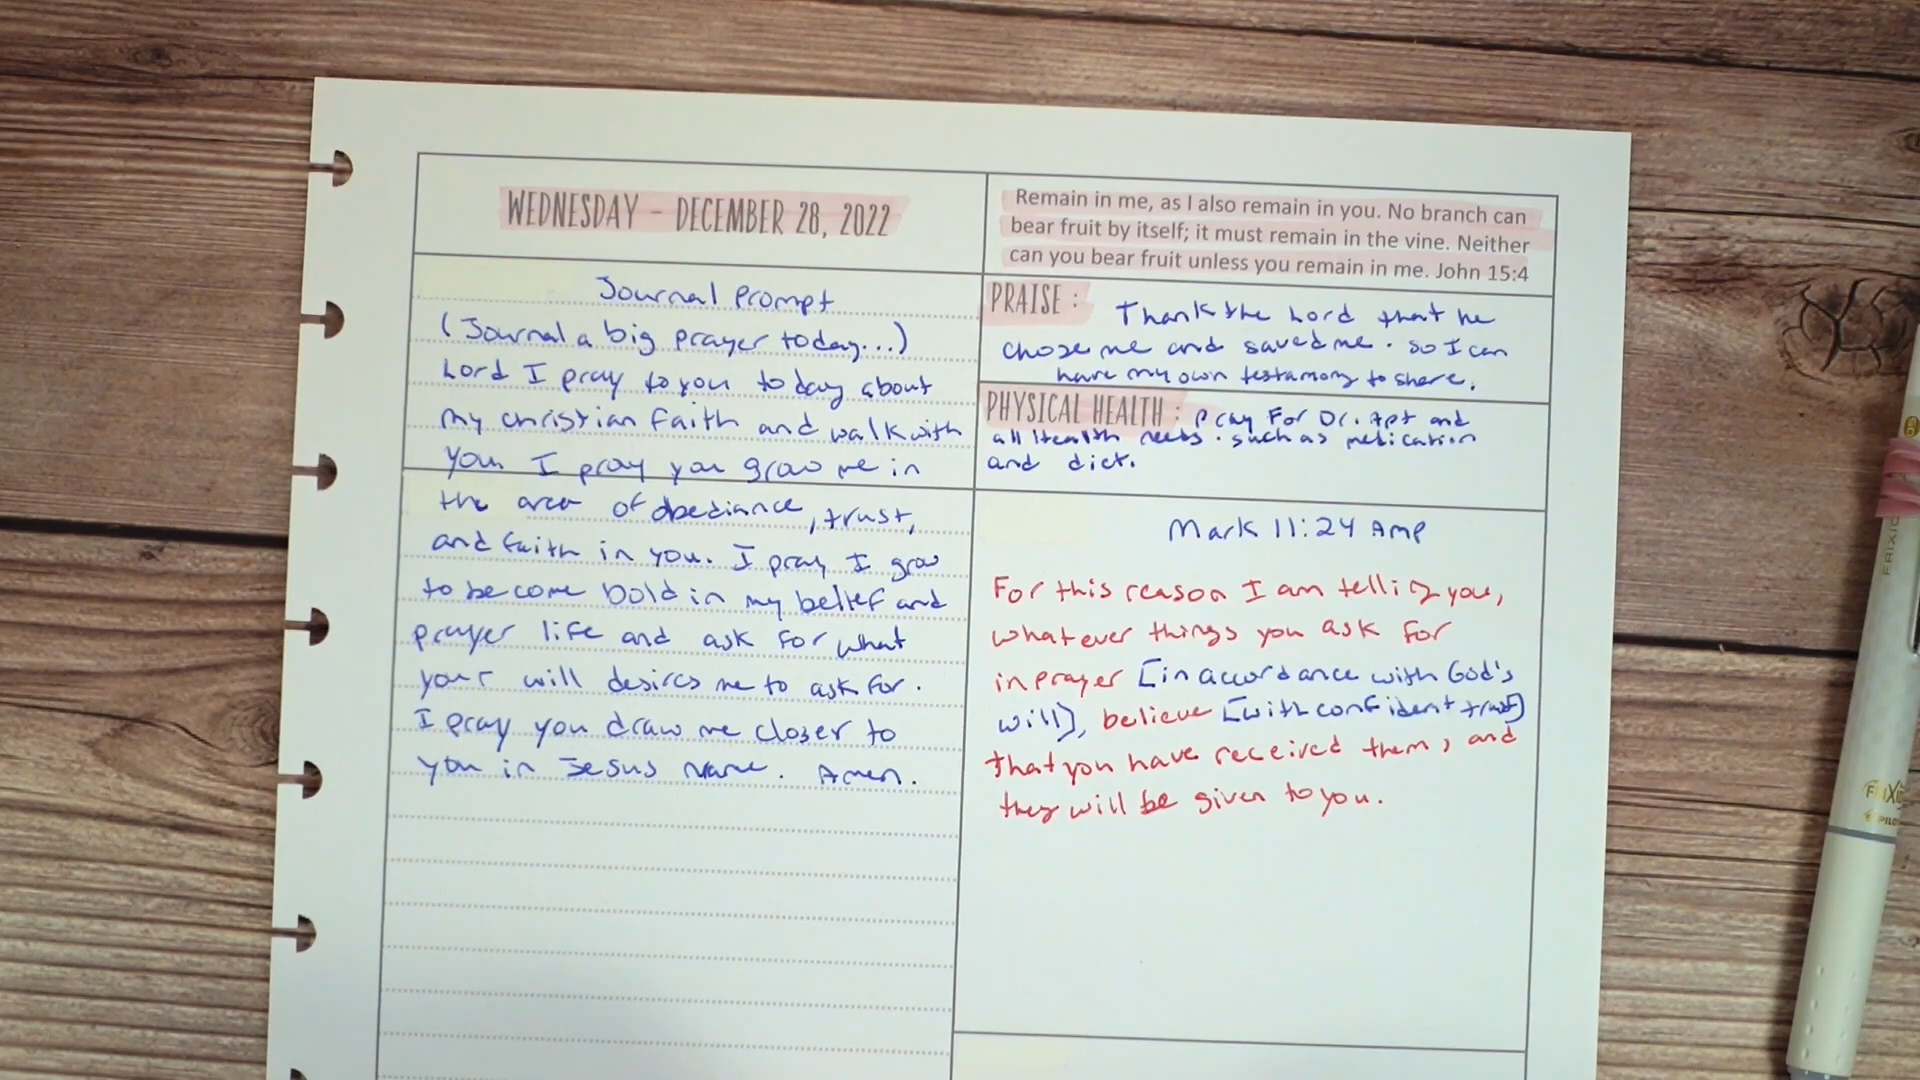 WEDNESDAY - DECEMBER 28, 2022
Journal Prompt
(Journal a big prayer today...)
Lord I pray to you today about
my christian faith and walk with
you. I pray you grow me in
the area of obediance, trust,
and faith in you. I pray I grow
to become bold in my belief and
prayer life and ask for what
your will desires me to ask for.
I pray you draw me closer to
you in Jesus Name. Amen.
Remain in me, as I also remain in you. No branch can
bear fruit by itself; it must remain in the vine. Neither
can you bear fruit unless you remain in me. John 15:4
PRAISE : Thank the Lord that he
chose me and saved me. so I can
have my own testamony to share.
PHYSICAL HEALTH : Pray For Dr. Apt and
all Health needs. such as medication
and diet.
Mark 11:24 Amp
For this reason I am telling you,
whatever things you ask for
in prayer [in accordance with God's
will], believe [with confident trust]
that you have received them, and
they will be given to you.
FRIXION
PILOT